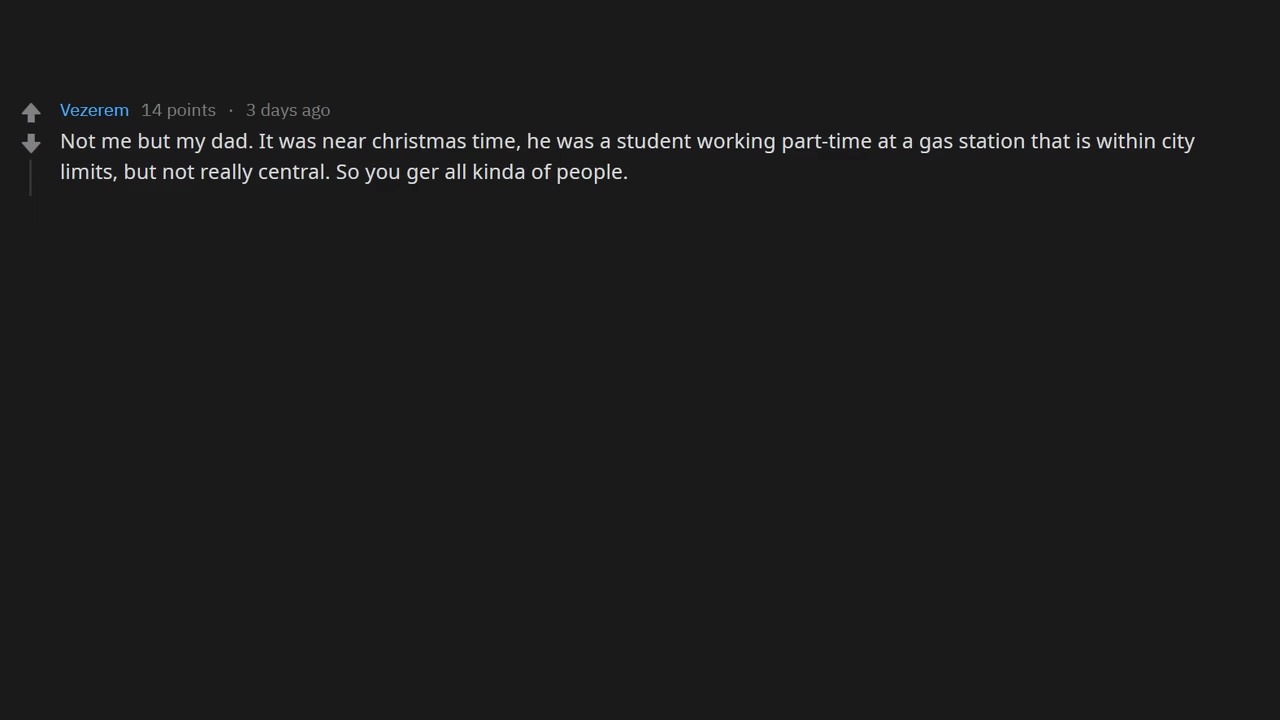 Vezerem 14 points · 3 days ago
Not me but my dad. It was near christmas time, he was a student working part-time at a gas station that is within city
limits, but not really central. So you ger all kinda of people.